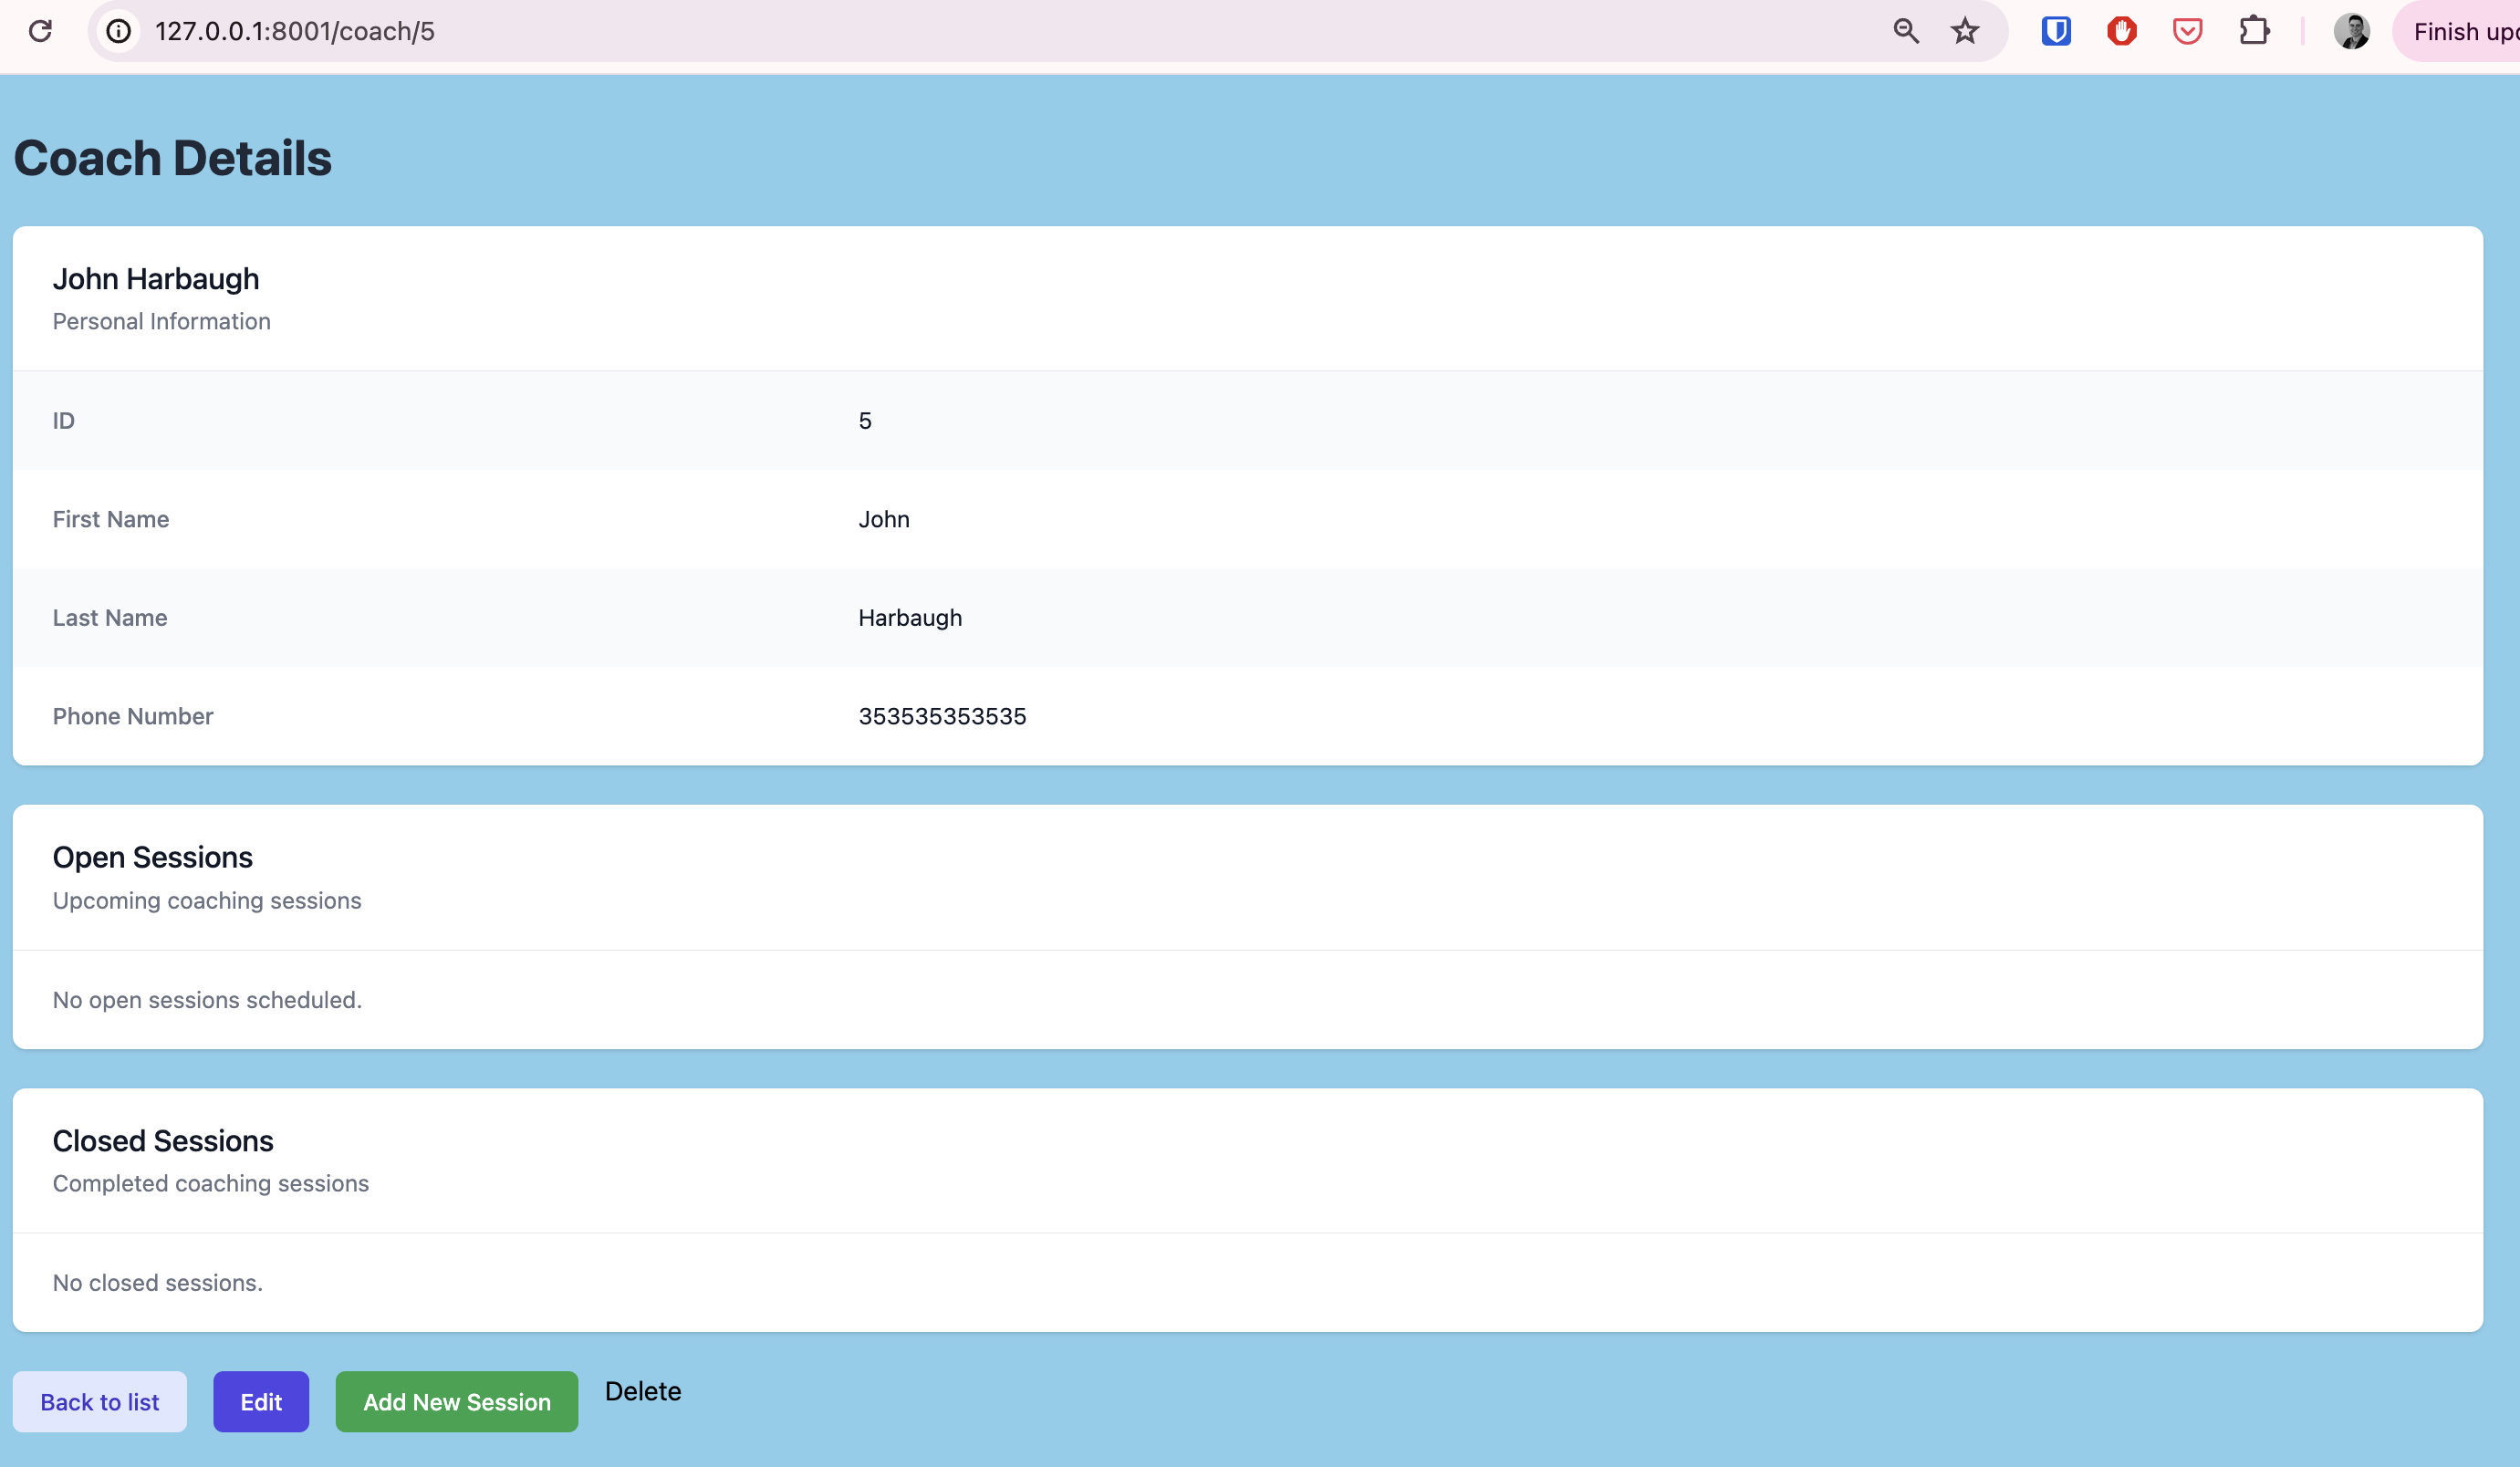 127.0.0.1:8001/coach/5
Finish up
Coach Details
John Harbaugh
Personal Information
ID 5
First Name John
Last Name Harbaugh
Phone Number 353535353535
Open Sessions
Upcoming coaching sessions
No open sessions scheduled.
Closed Sessions
Completed coaching sessions
No closed sessions.
Back to list Edit Add New Session Delete